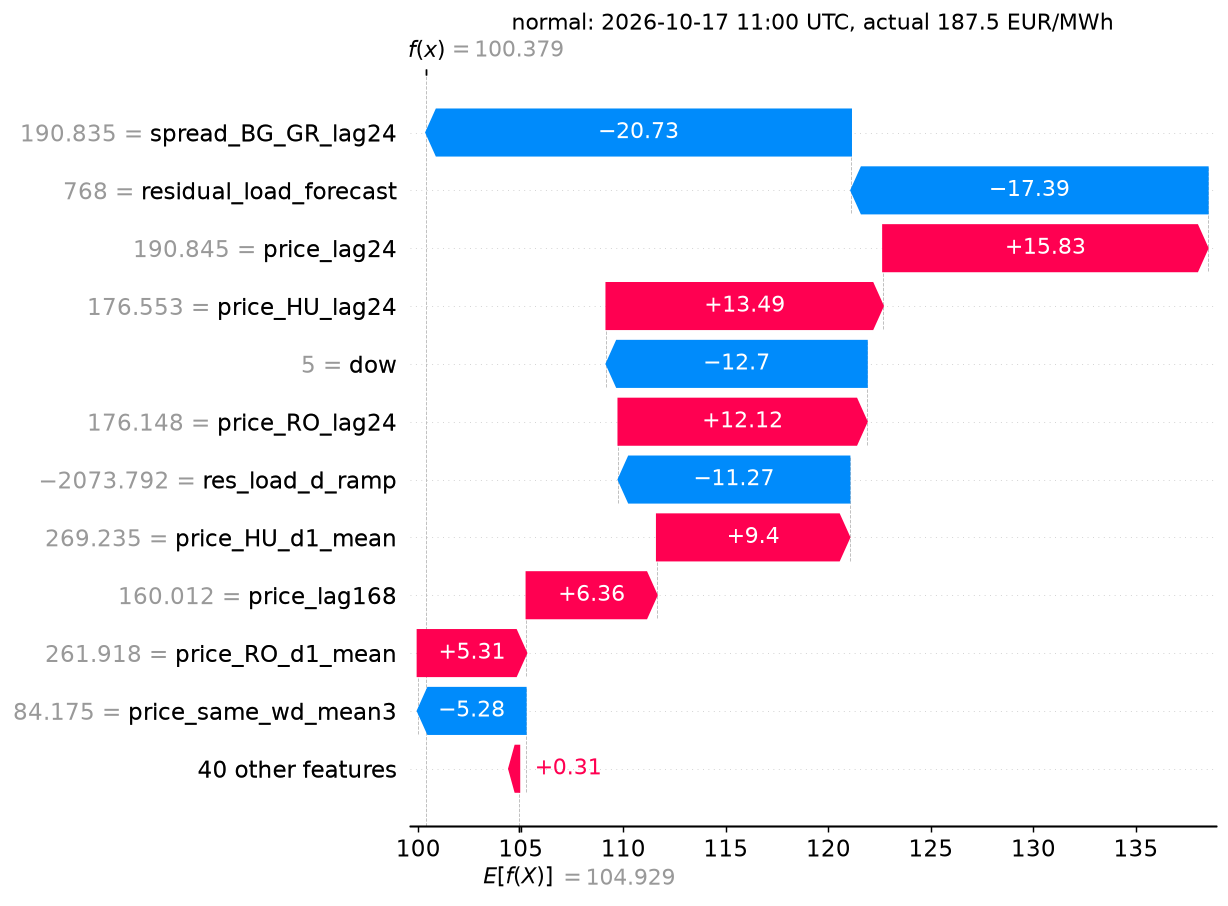 normal: 2026-10-17 11:00 UTC, actual 187.5 EUR/MWh
f(x) = 100.379
190.835 = spread_BG_GR_lag24 −20.73
768 = residual_load_forecast −17.39
190.845 = price_lag24 +15.83
176.553 = price_HU_lag24 +13.49
5 = dow −12.7
176.148 = price_RO_lag24 +12.12
−2073.792 = res_load_d_ramp −11.27
269.235 = price_HU_d1_mean +9.4
160.012 = price_lag168 +6.36
261.918 = price_RO_d1_mean +5.31
84.175 = price_same_wd_mean3 −5.28
40 other features +0.31
100 105 110 115 120 125 130 135
E[f(X)] = 104.929